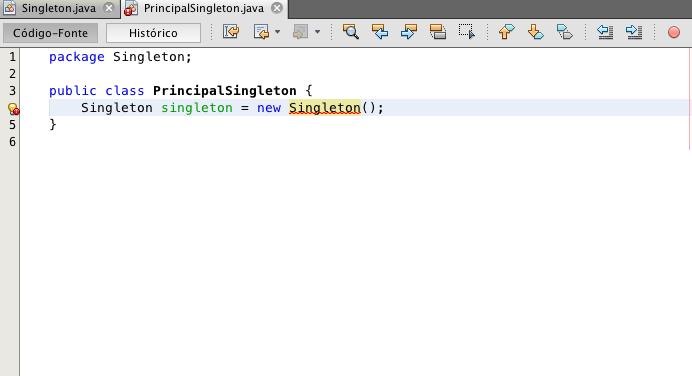 Singleton.java PrincipalSingleton.java
Código-Fonte Histórico
1 package Singleton;
2
3 public class PrincipalSingleton {
Singleton singleton = new Singleton();
5 }
6